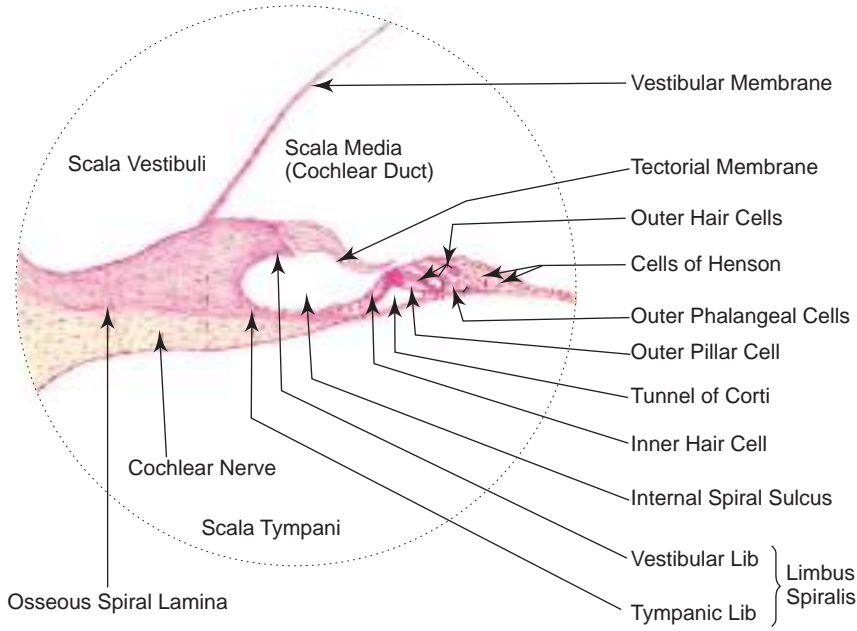 Vestibular Membrane
Scala Vestibuli
Scala Media
(Cochlear Duct)
Tectorial Membrane
Outer Hair Cells
Cells of Henson
Outer Phalangeal Cells
Outer Pillar Cell
Tunnel of Corti
Inner Hair Cell
Cochlear Nerve
Internal Spiral Sulcus
Scala Tympani
Vestibular Lib
Limbus
Spiralis
Osseous Spiral Lamina
Tympanic Lib